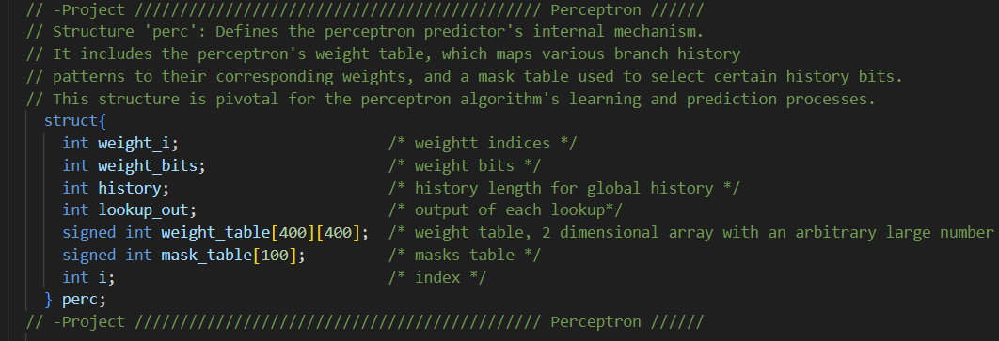 // -Project ///////////////////////////////////////////// Perceptron //////
// Structure 'perc': Defines the perceptron predictor's internal mechanism.
// It includes the perceptron's weight table, which maps various branch history
// patterns to their corresponding weights, and a mask table used to select certain history bits.
// This structure is pivotal for the perceptron algorithm's learning and prediction processes.
struct{
int weight_i; /* weightt indices */
int weight_bits; /* weight bits */
int history; /* history length for global history */
int lookup_out; /* output of each lookup*/
signed int weight_table[400][400]; /* weight table, 2 dimensional array with an arbitrary large number
signed int mask_table[100]; /* masks table */
int i; /* index */
} perc;
// -Project ///////////////////////////////////////////// Perceptron //////